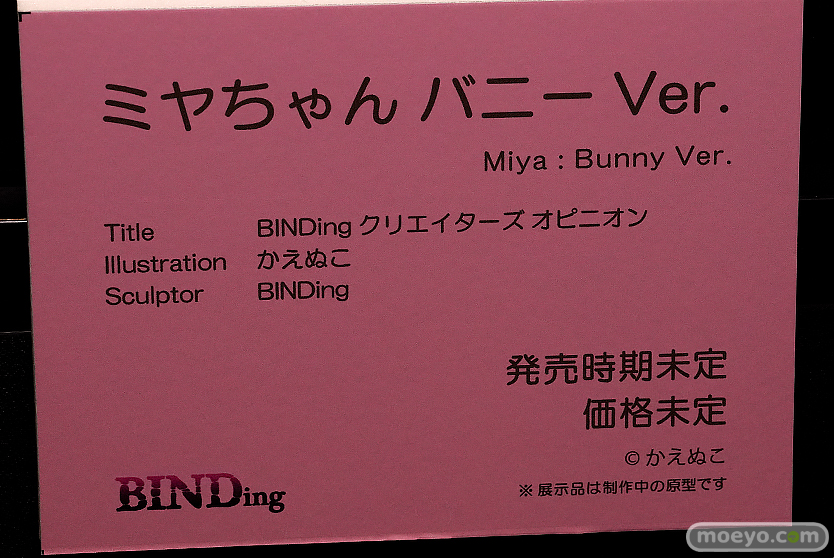 ミヤちゃん バニー Ver.
Miya : Bunny Ver.
Title BINDing クリエイターズ オピニオン
Illustration かえぬこ
Sculptor BINDing
発売時期未定
価格未定
© かえぬこ
※ 展示品は制作中の原型です
BINDing
moeyo.com